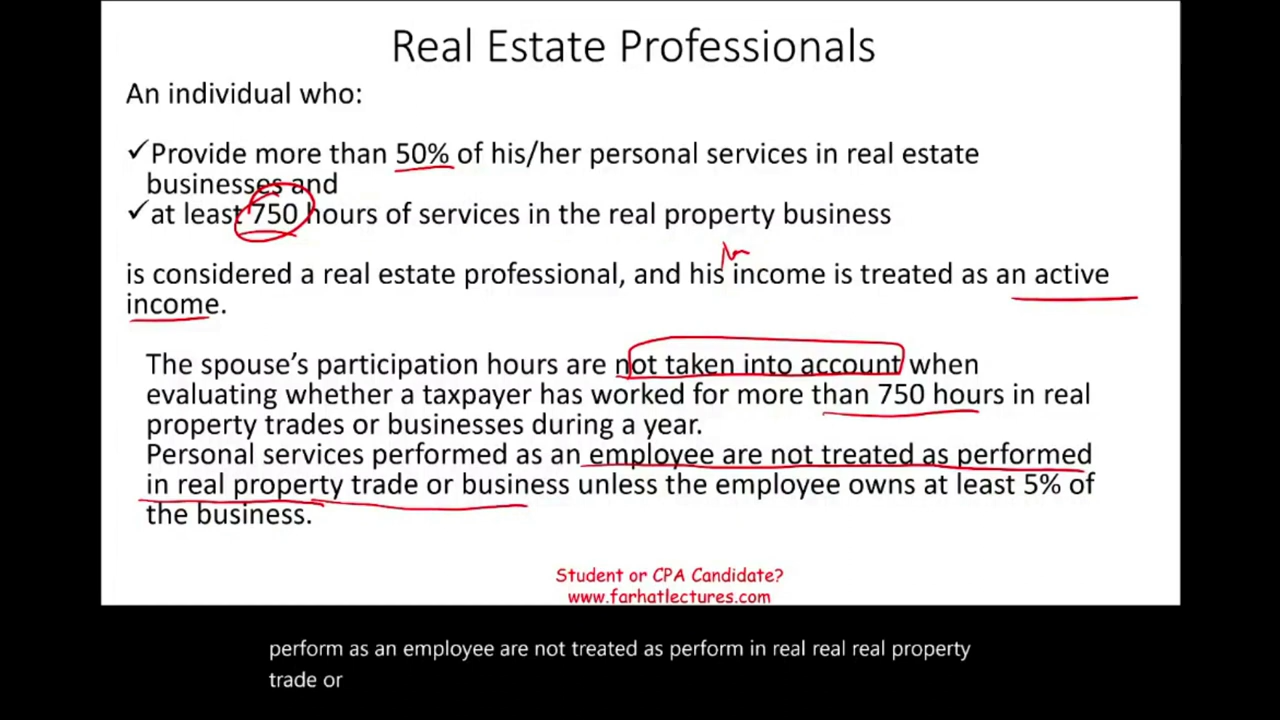 Real Estate Professionals
An individual who:
✓Provide more than 50% of his/her personal services in real estate
businesses and
✓at least 750 hours of services in the real property business
is considered a real estate professional, and his income is treated as an active
income.
The spouse's participation hours are not taken into account when
evaluating whether a taxpayer has worked for more than 750 hours in real
property trades or businesses during a year.
Personal services performed as an employee are not treated as performed
in real property trade or business unless the employee owns at least 5% of
the business.
Student or CPA Candidate?
www.farhatlectures.com
perform as an employee are not treated as perform in real real real property
trade or